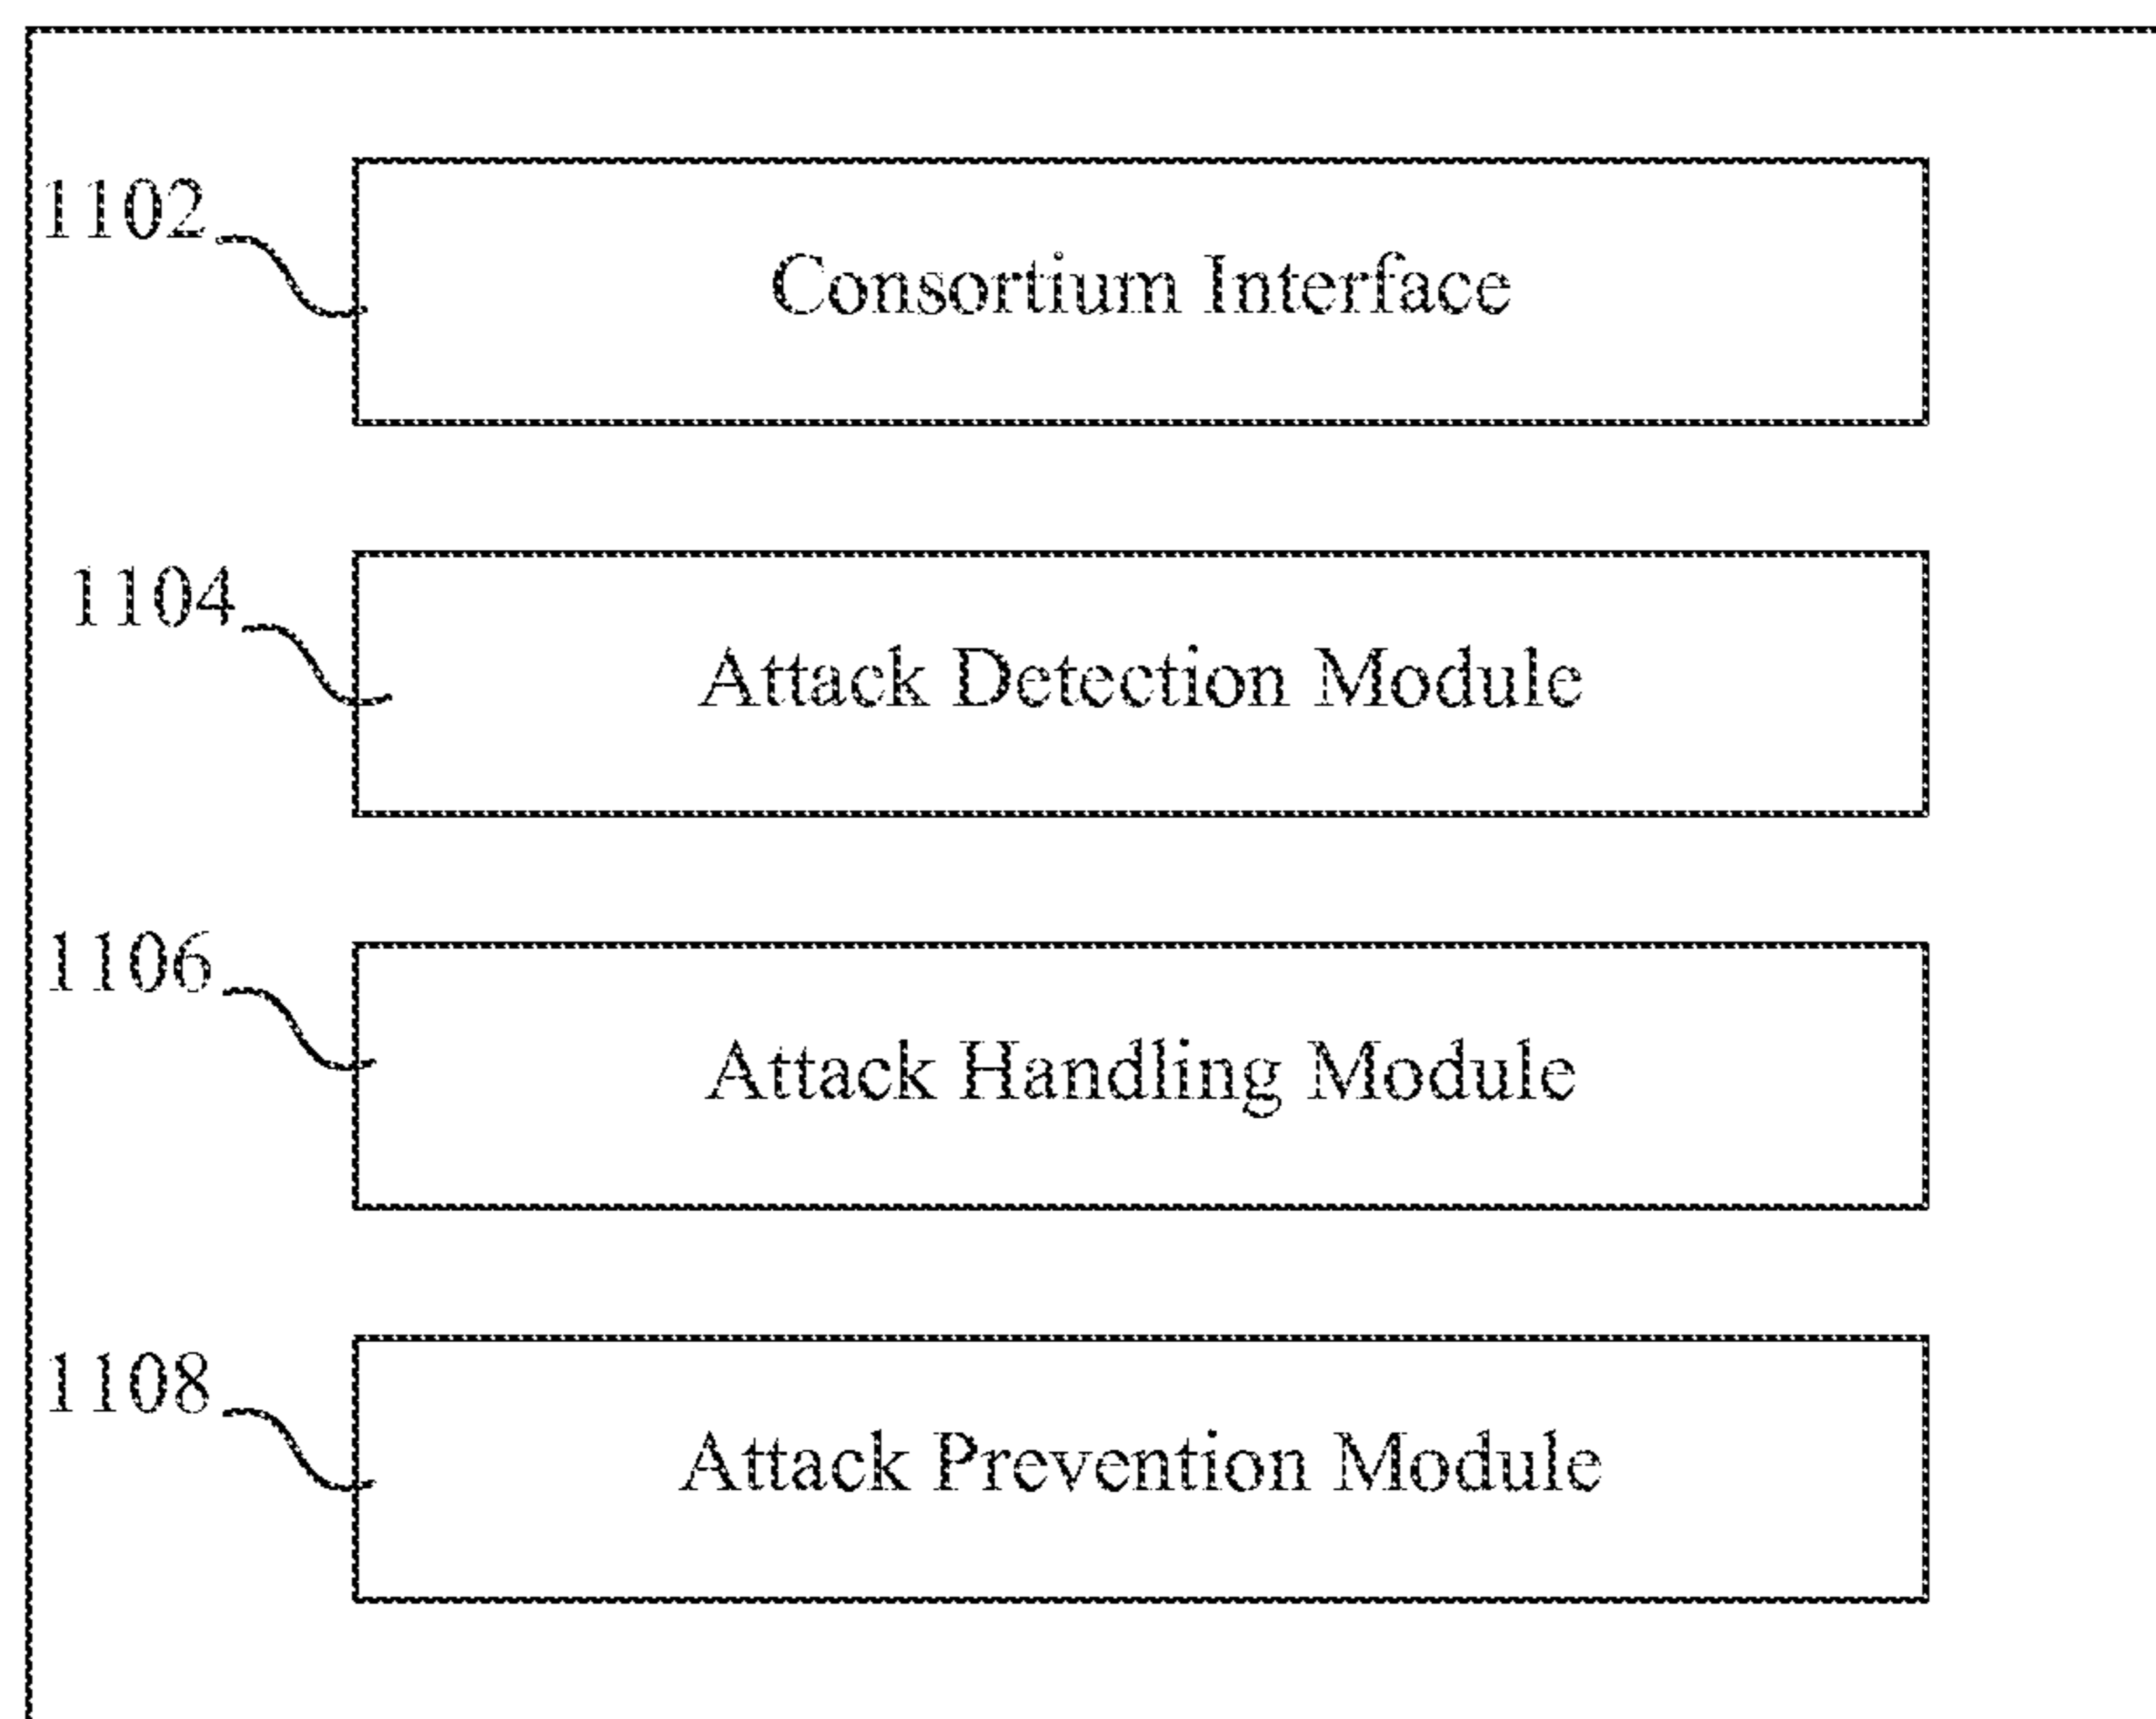 1102
Consortium Interface
1104
Attack Detection Module
1106
Attack Handling Module
1108
Attack Prevention Module